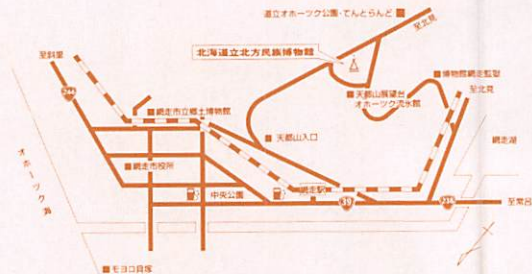 道立オホーツク公園・てんとらんど
至北見
北海道立北方民族博物館
至斜里
244
博物館網走監獄
天都山展望台
オホーツク流氷館
至北見
網走市立郷土博物館
天都山入口
網走湖
オホーツク海
網走市役所
中央公園
網走駅
39
238
至常呂
モヨロ貝塚